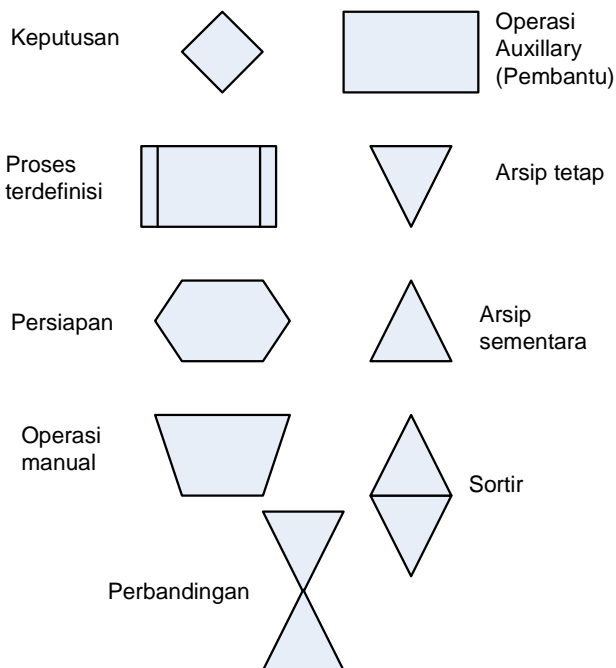 Keputusan
Operasi
Auxillary
(Pembantu)
Proses
terdefinisi
Arsip tetap
Persiapan
Arsip
sementara
Operasi
manual
Sortir
Perbandingan